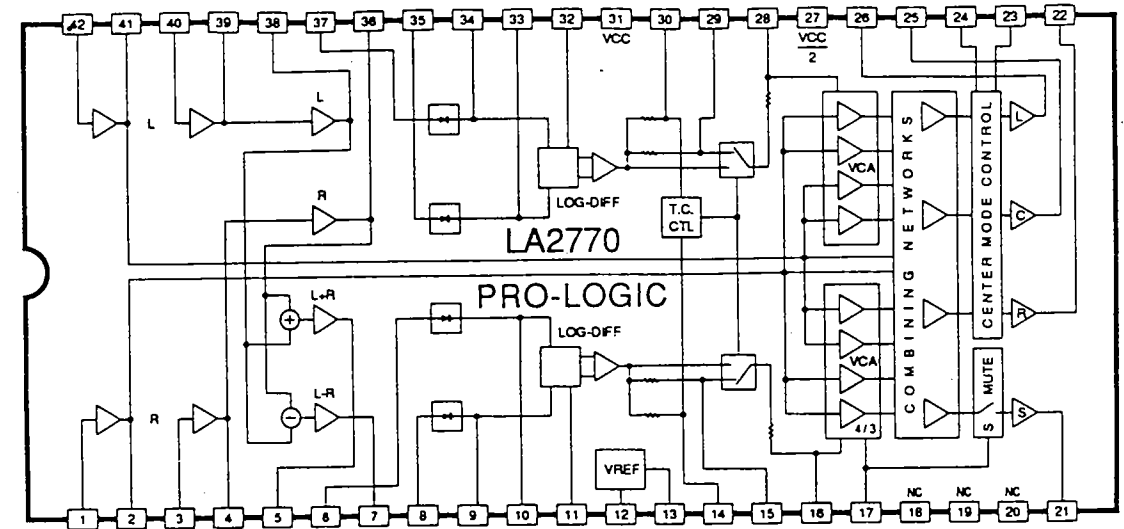 42 41 40 39 38 37 36 35 34 33 32 31 30 29 28 27 26 25 24 23 22
VCC
VCC
2
L
L
R
LOG-DIFF
T.C.
CTL
LA2770
PRO-LOGIC
L+R
L-R
LOG-DIFF
R
VCA
VCA
4/3
COMBINING NETWORKS
CENTER MODE CONTROL
L
C
R
S MUTE
S
VREF
NC NC NC
1 2 3 4 5 6 7 8 9 10 11 12 13 14 15 16 17 18 19 20 21